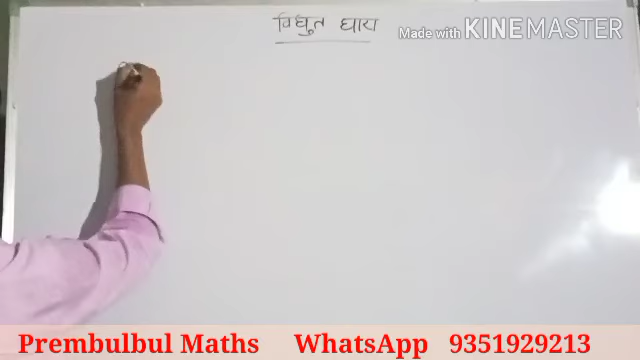 विधुत धारा
Made with KINEMASTER
Prembulbul Maths WhatsApp 9351929213